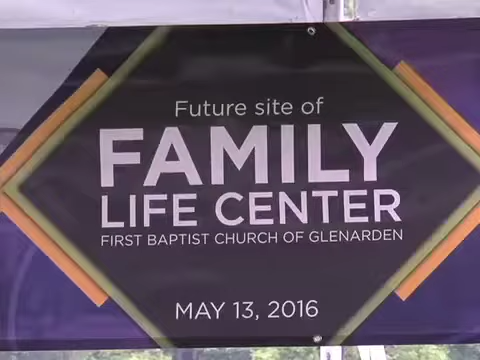 Future site of
FAMILY
LIFE CENTER
FIRST BAPTIST CHURCH OF GLENARDEN
MAY 13, 2016